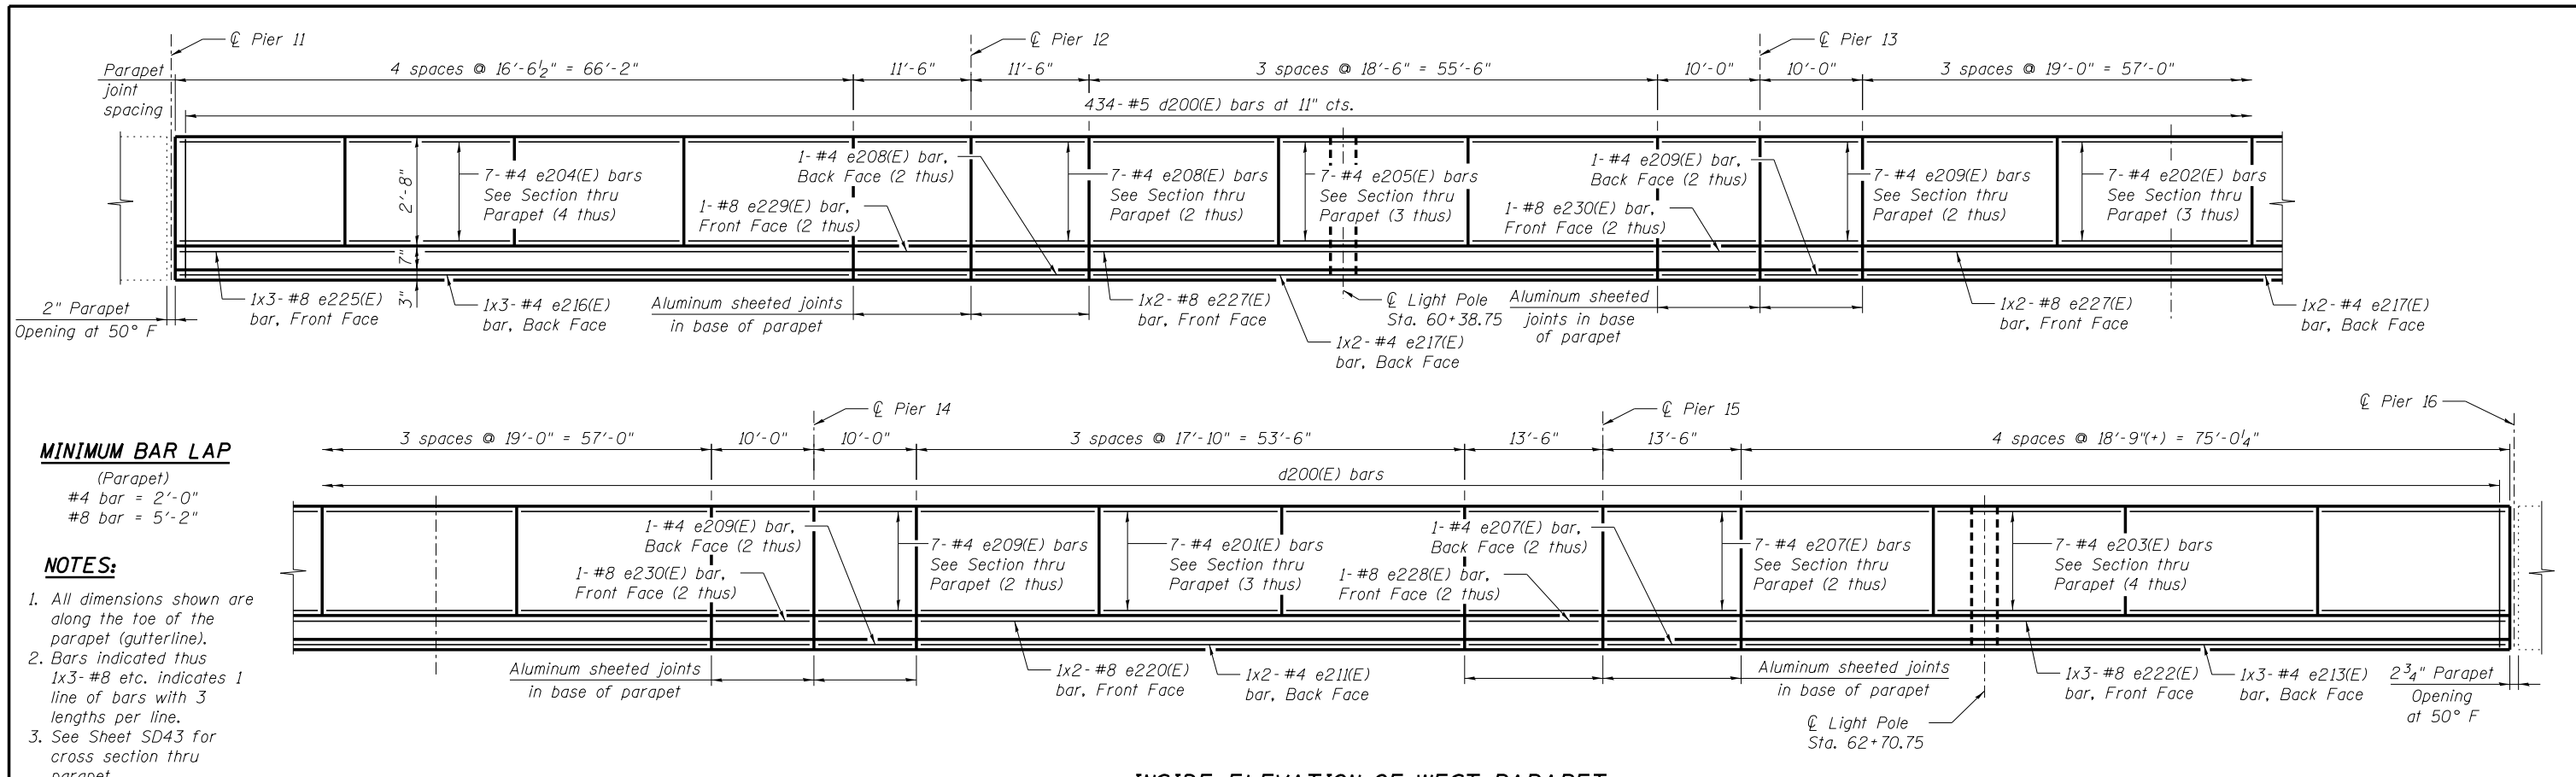 ℄ Pier 11
℄ Pier 12
℄ Pier 13
Parapet
joint
spacing
4 spaces @ 16'-6½" = 66'-2"
11'-6"
11'-6"
3 spaces @ 18'-6" = 55'-6"
10'-0"
10'-0"
3 spaces @ 19'-0" = 57'-0"
434-#5 d200(E) bars at 11" cts.
2'-8"
7"
3"
7-#4 e204(E) bars
See Section thru
Parapet (4 thus)
1-#4 e208(E) bar,
Back Face (2 thus)
1-#8 e229(E) bar,
Front Face (2 thus)
7-#4 e208(E) bars
See Section thru
Parapet (2 thus)
7-#4 e205(E) bars
See Section thru
Parapet (3 thus)
1-#4 e209(E) bar,
Back Face (2 thus)
1-#8 e230(E) bar,
Front Face (2 thus)
7-#4 e209(E) bars
See Section thru
Parapet (2 thus)
7-#4 e202(E) bars
See Section thru
Parapet (3 thus)
2" Parapet
Opening at 50° F
1x3-#8 e225(E)
bar, Front Face
1x3-#4 e216(E)
bar, Back Face
Aluminum sheeted joints
in base of parapet
1x2-#8 e227(E)
bar, Front Face
℄ Light Pole
Sta. 60+38.75
1x2-#4 e217(E)
bar, Back Face
Aluminum sheeted
joints in base
of parapet
1x2-#8 e227(E)
bar, Front Face
1x2-#4 e217(E)
bar, Back Face
℄ Pier 14
℄ Pier 15
℄ Pier 16
3 spaces @ 19'-0" = 57'-0"
10'-0"
10'-0"
3 spaces @ 17'-10" = 53'-6"
13'-6"
13'-6"
4 spaces @ 18'-9"(+) = 75'-0¼"
d200(E) bars
MINIMUM BAR LAP
(Parapet)
#4 bar = 2'-0"
#8 bar = 5'-2"
NOTES:
1. All dimensions shown are
along the toe of the
parapet (gutterline).
2. Bars indicated thus
1x3-#8 etc. indicates 1
line of bars with 3
lengths per line.
3. See Sheet SD43 for
cross section thru
parapet
1-#4 e209(E) bar,
Back Face (2 thus)
1-#8 e230(E) bar,
Front Face (2 thus)
7-#4 e209(E) bars
See Section thru
Parapet (2 thus)
7-#4 e201(E) bars
See Section thru
Parapet (3 thus)
1-#4 e207(E) bar,
Back Face (2 thus)
1-#8 e228(E) bar,
Front Face (2 thus)
7-#4 e207(E) bars
See Section thru
Parapet (2 thus)
7-#4 e203(E) bars
See Section thru
Parapet (4 thus)
Aluminum sheeted joints
in base of parapet
1x2-#8 e220(E)
bar, Front Face
1x2-#4 e211(E)
bar, Back Face
Aluminum sheeted joints
in base of parapet
℄ Light Pole
Sta. 62+70.75
1x3-#8 e222(E)
bar, Front Face
1x3-#4 e213(E)
bar, Back Face
2¾" Parapet
Opening
at 50° F
INSIDE ELEVATION OF WEST PARAPET